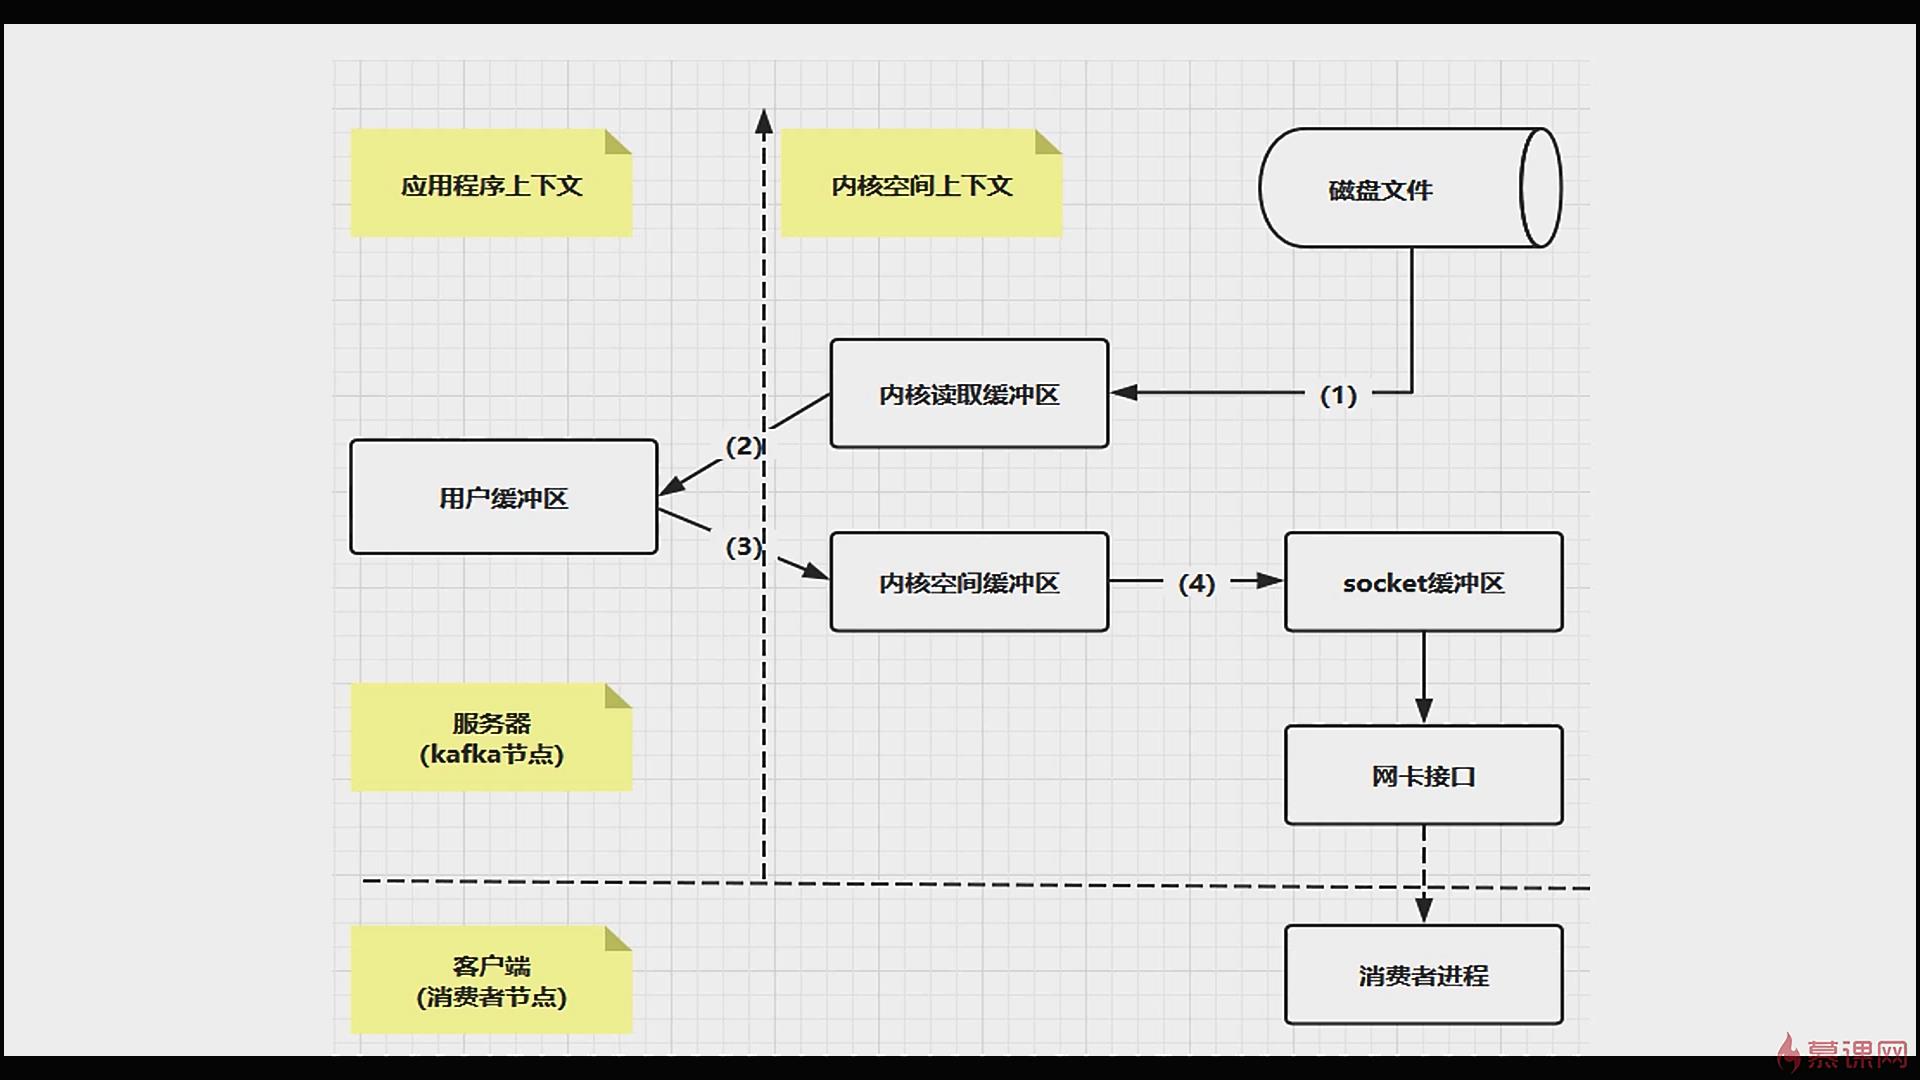 应用程序上下文
内核空间上下文
磁盘文件
内核读取缓冲区
(1)
(2)
用户缓冲区
(3)
内核空间缓冲区
(4)
socket缓冲区
服务器
(kafka节点)
网卡接口
客户端
(消费者节点)
消费者进程
慕课网